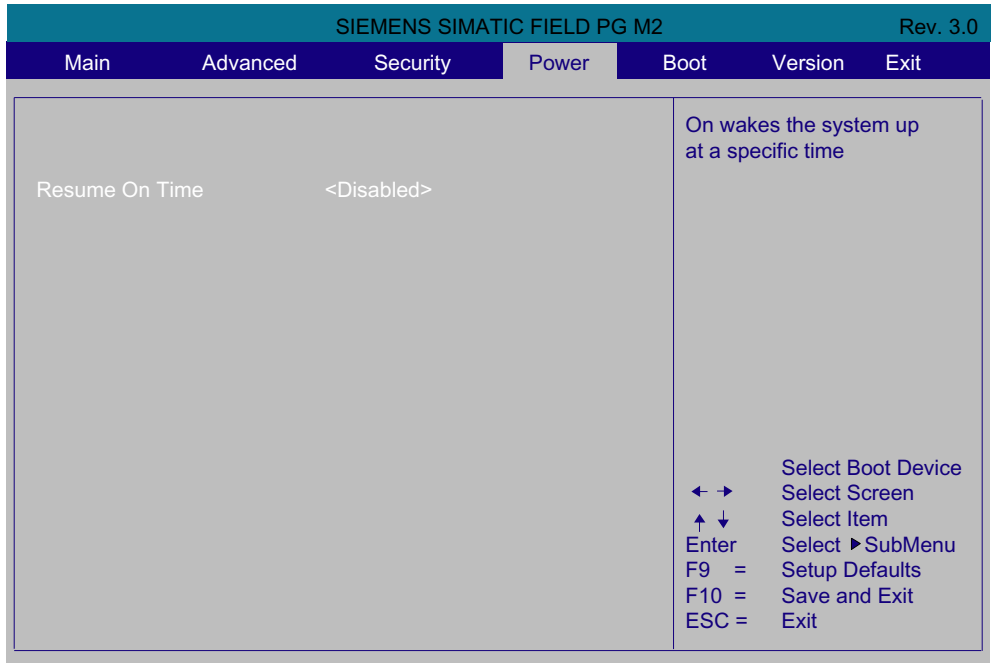 SIEMENS SIMATIC FIELD PG M2 Rev. 3.0
Main Advanced Security Power Boot Version Exit
On wakes the system up
at a specific time
Resume On Time <Disabled>
Select Boot Device
← → Select Screen
↑ ↓ Select Item
Enter Select ▶SubMenu
F9 = Setup Defaults
F10 = Save and Exit
ESC = Exit